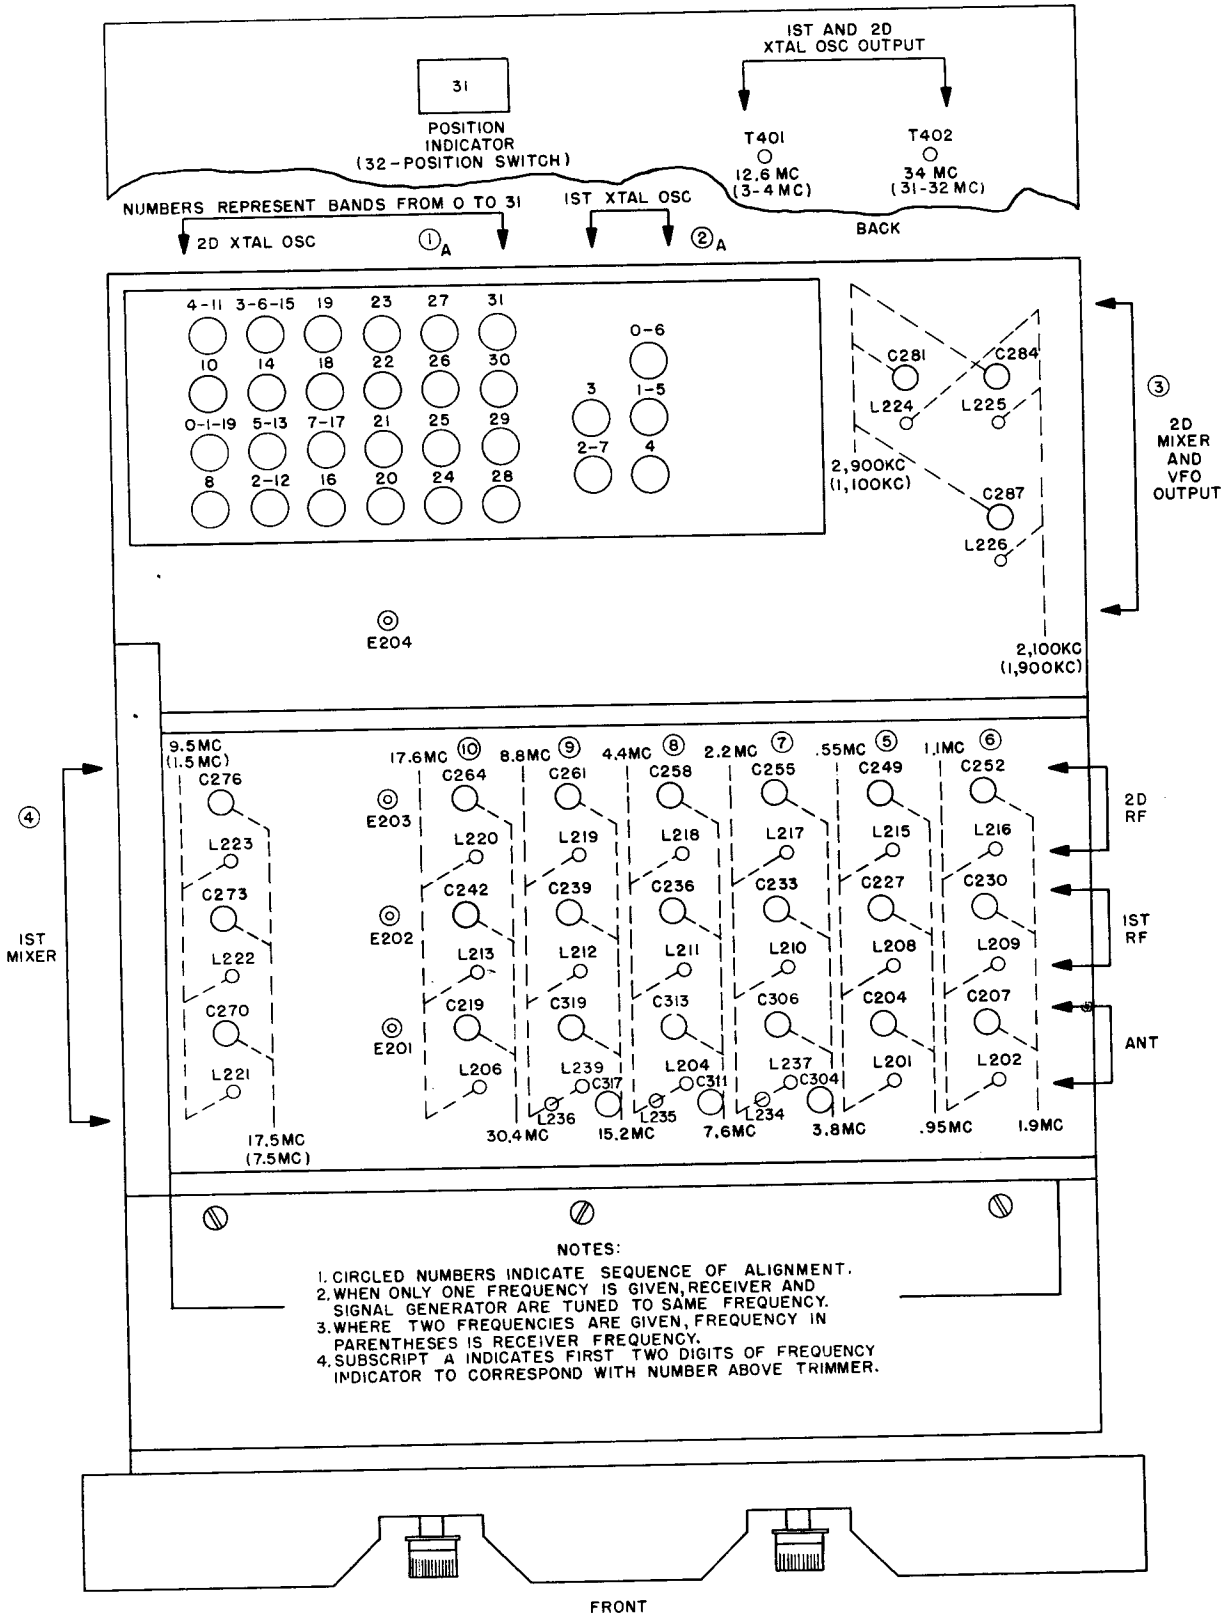 1ST AND 2D
XTAL OSC OUTPUT
31
POSITION
INDICATOR
(32-POSITION SWITCH)
T401
12.6 MC
(3-4 MC)
T402
34 MC
(31-32 MC)
BACK
NUMBERS REPRESENT BANDS FROM 0 TO 31
2D XTAL OSC
1 A
1ST XTAL OSC
2 A
4-11 3-6-15 19 23 27 31
10 14 18 22 26 30
0-1-19 5-13 7-17 21 25 29
8 2-12 16 20 24 28
0-6
3 1-5
2-7 4
C281 C284
L224 L225
2,900KC
(1,100KC)
C287
L226
2,100KC
(1,900KC)
3
2D
MIXER
AND
VFO
OUTPUT
E204
9.5MC
(1.5 MC)
17.6MC 10 8.8MC 9 4.4MC 8 2.2MC 7 .55MC 5 1.1MC 6
C276 C264 C261 C258 C255 C249 C252
E203
2D
RF
L223 L220 L219 L218 L217 L215 L216
4
C273 C242 C239 C236 C233 C227 C230
E202
1ST
RF
1ST
MIXER
L222 L213 L212 L211 L210 L208 L209
C270 C219 C319 C313 C306 C204 C207
E201
ANT
L221 L206 L239 L204 L237 L201 L202
C317 C311 C304
L236 L235 L234
17.5MC
(7.5MC)
30.4MC 15.2MC 7.6MC 3.8MC .95MC 1.9MC
NOTES:
1. CIRCLED NUMBERS INDICATE SEQUENCE OF ALIGNMENT.
2. WHEN ONLY ONE FREQUENCY IS GIVEN, RECEIVER AND
SIGNAL GENERATOR ARE TUNED TO SAME FREQUENCY.
3. WHERE TWO FREQUENCIES ARE GIVEN, FREQUENCY IN
PARENTHESES IS RECEIVER FREQUENCY.
4. SUBSCRIPT A INDICATES FIRST TWO DIGITS OF FREQUENCY
INDICATOR TO CORRESPOND WITH NUMBER ABOVE TRIMMER.
FRONT